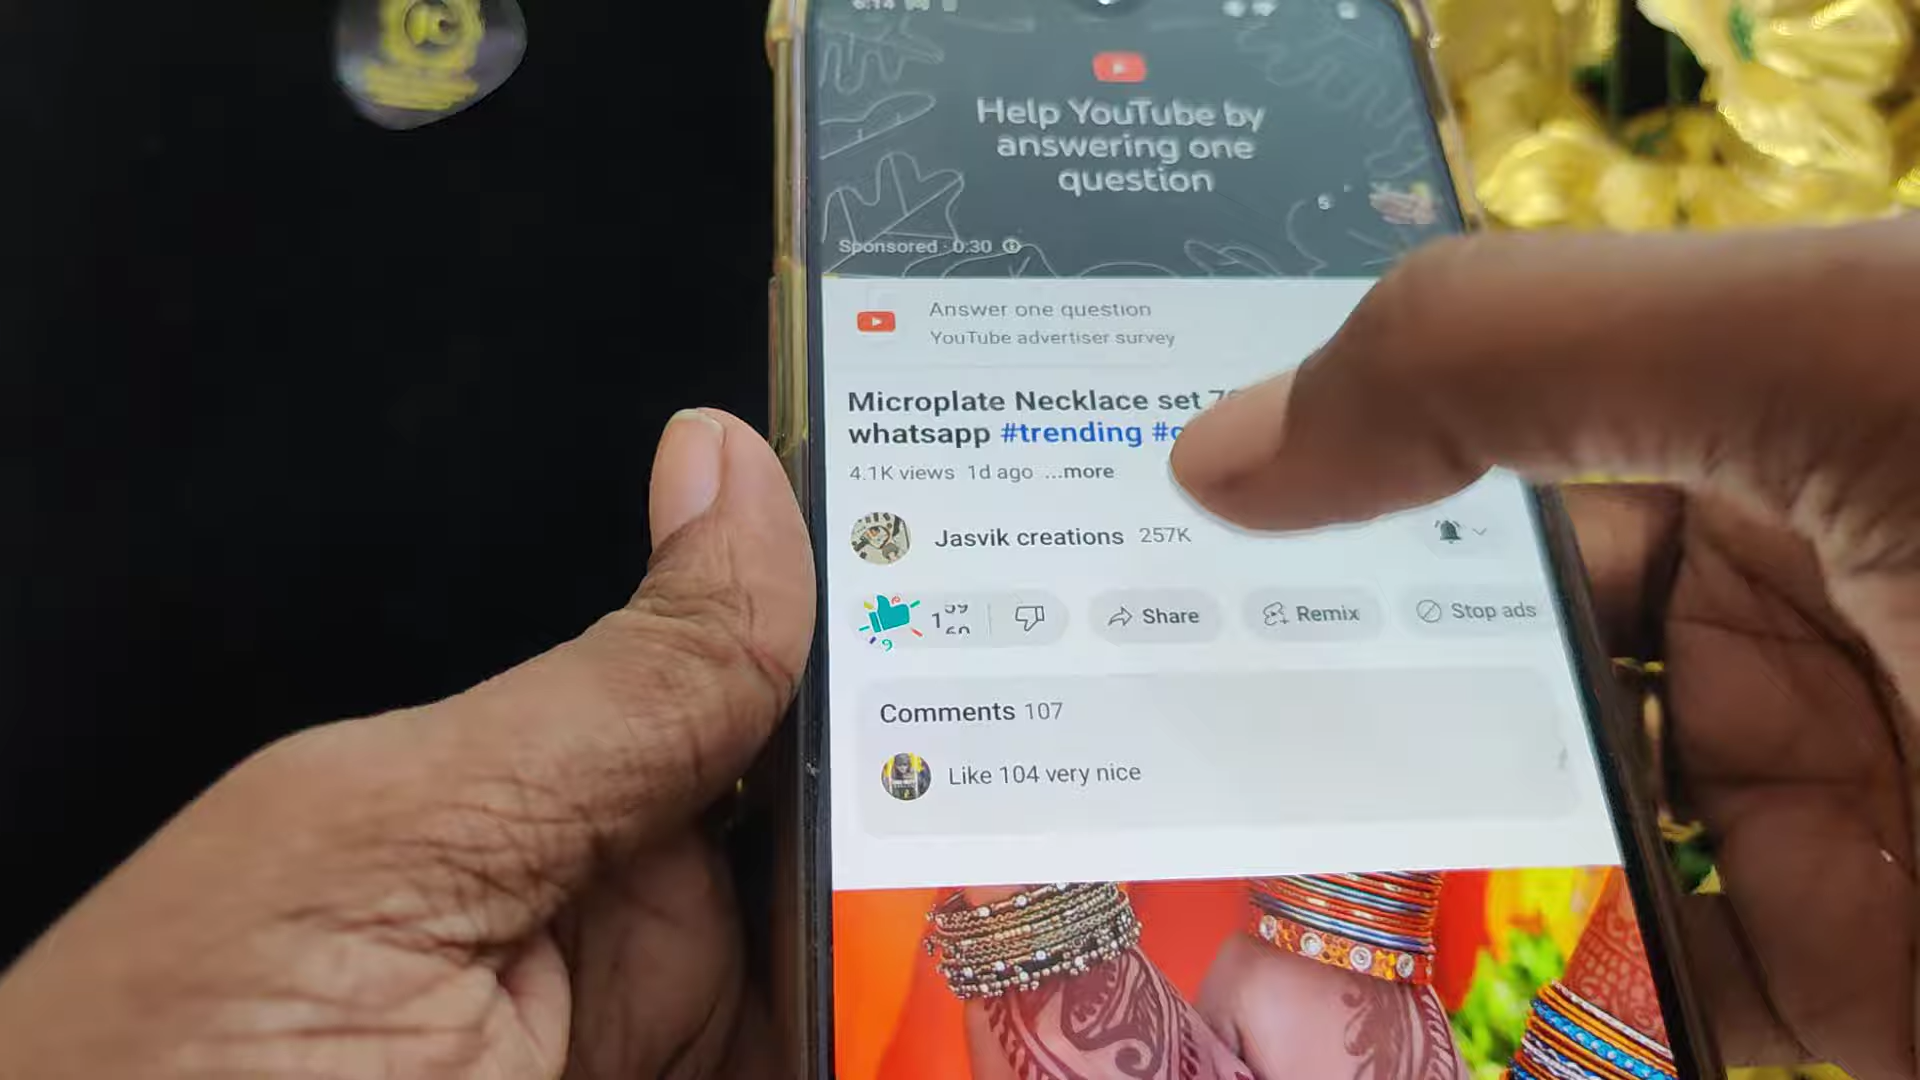 Help YouTube by
answering one
question
Sponsored · 0:30
Answer one question
YouTube advertiser survey
Microplate Necklace set
whatsapp #trending
4.1K views 1d ago ...more
Jasvik creations 257K
Share
Remix
Stop ads
Comments 107
Like 104 very nice